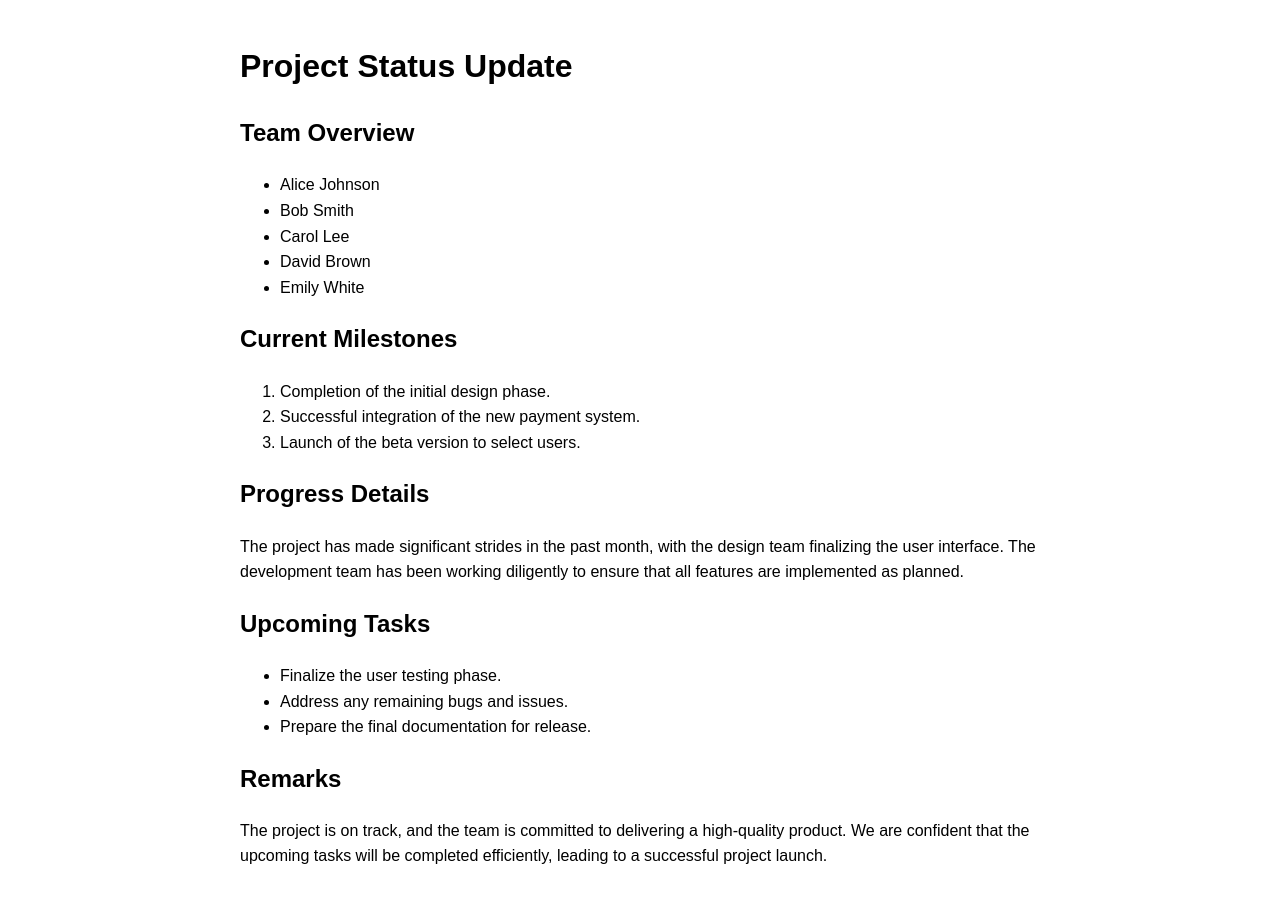 Project Status Update
Team Overview
• Alice Johnson
• Bob Smith
• Carol Lee
• David Brown
• Emily White
Current Milestones
1. Completion of the initial design phase.
2. Successful integration of the new payment system.
3. Launch of the beta version to select users.
Progress Details
The project has made significant strides in the past month, with the design team finalizing the user interface. The
development team has been working diligently to ensure that all features are implemented as planned.
Upcoming Tasks
• Finalize the user testing phase.
• Address any remaining bugs and issues.
• Prepare the final documentation for release.
Remarks
The project is on track, and the team is committed to delivering a high-quality product. We are confident that the
upcoming tasks will be completed efficiently, leading to a successful project launch.